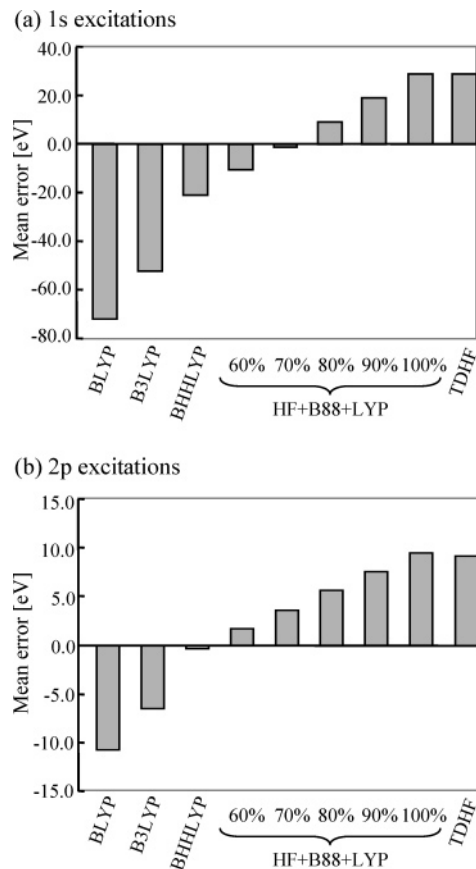 (a) 1s excitations
40.0
20.0
0.0
-20.0
-40.0
-60.0
-80.0
Mean error [eV]
BLYP
B3LYP
BHHLYP
60% 70% 80% 90% 100%
HF+B88+LYP
TDHF
(b) 2p excitations
15.0
10.0
5.0
0.0
-5.0
-10.0
-15.0
Mean error [eV]
BLYP
B3LYP
BHHLYP
60% 70% 80% 90% 100%
HF+B88+LYP
TDHF